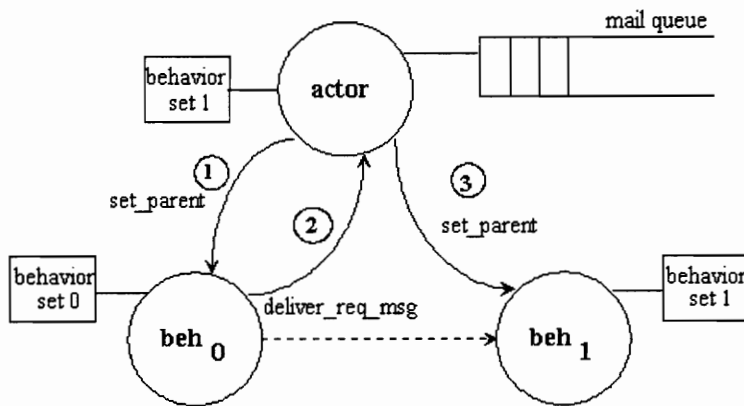 mail queue
behavior
set 1
actor
1
set_parent
2
3
set_parent
behavior
set 0
deliver_req_msg
behavior
set 1
beh 0
beh 1